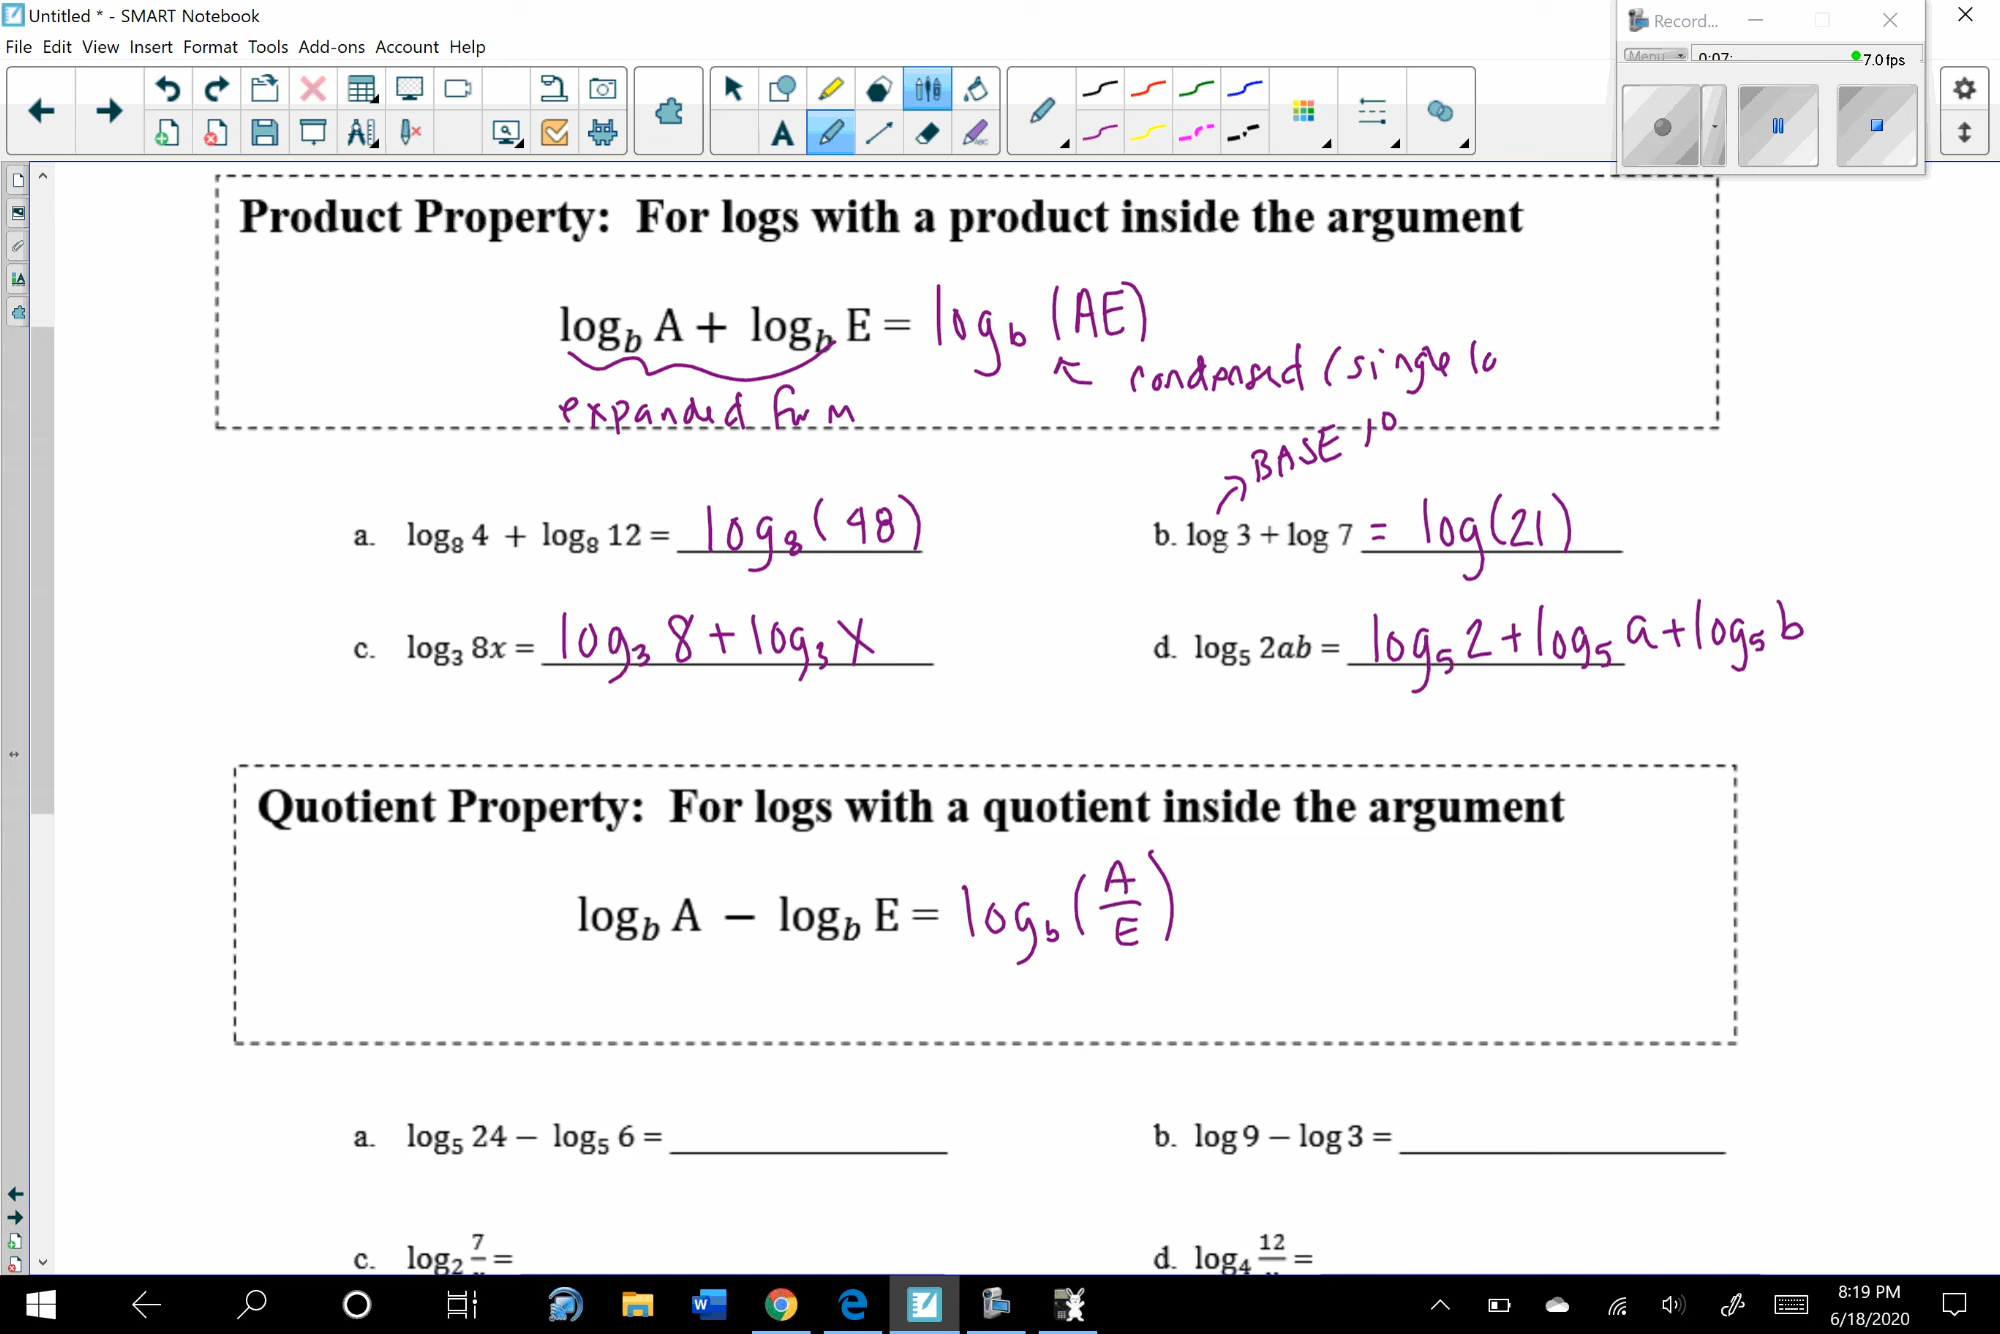 Untitled * - SMART Notebook
File Edit View Insert Format Tools Add-ons Account Help
Record...
Menu 0:07: 7.0 fps
Product Property: For logs with a product inside the argument
log_b A + log_b E = log_b (AE)
condensed (single lo
expanded form
BASE 10
a. log_8 4 + log_8 12 = log_8 (48)
b. log 3 + log 7 = log(21)
c. log_3 8x = log_3 8 + log_3 x
d. log_5 2ab = log_5 2 + log_5 a + log_5 b
Quotient Property: For logs with a quotient inside the argument
log_b A − log_b E = log_b (A/E)
a. log_5 24 − log_5 6 =
b. log 9 − log 3 =
c. log_2 7/ =
d. log_4 12/ =
8:19 PM
6/18/2020